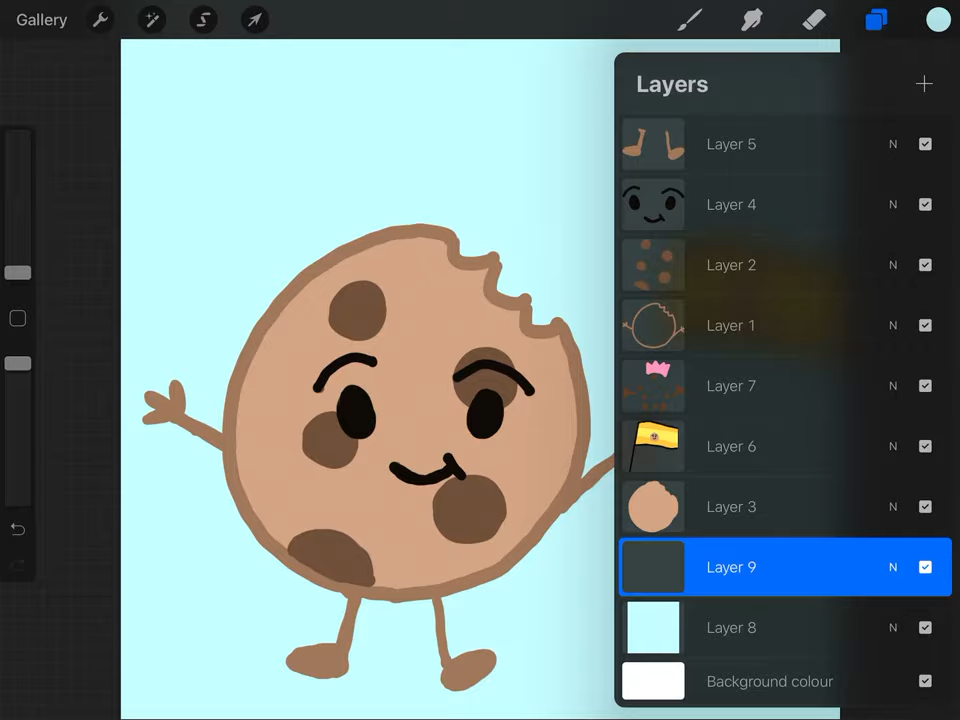 Gallery
Layers
Layer 5 N
Layer 4 N
Layer 2 N
Layer 1 N
Layer 7 N
Layer 6 N
Layer 3 N
Layer 9 N
Layer 8 N
Background colour